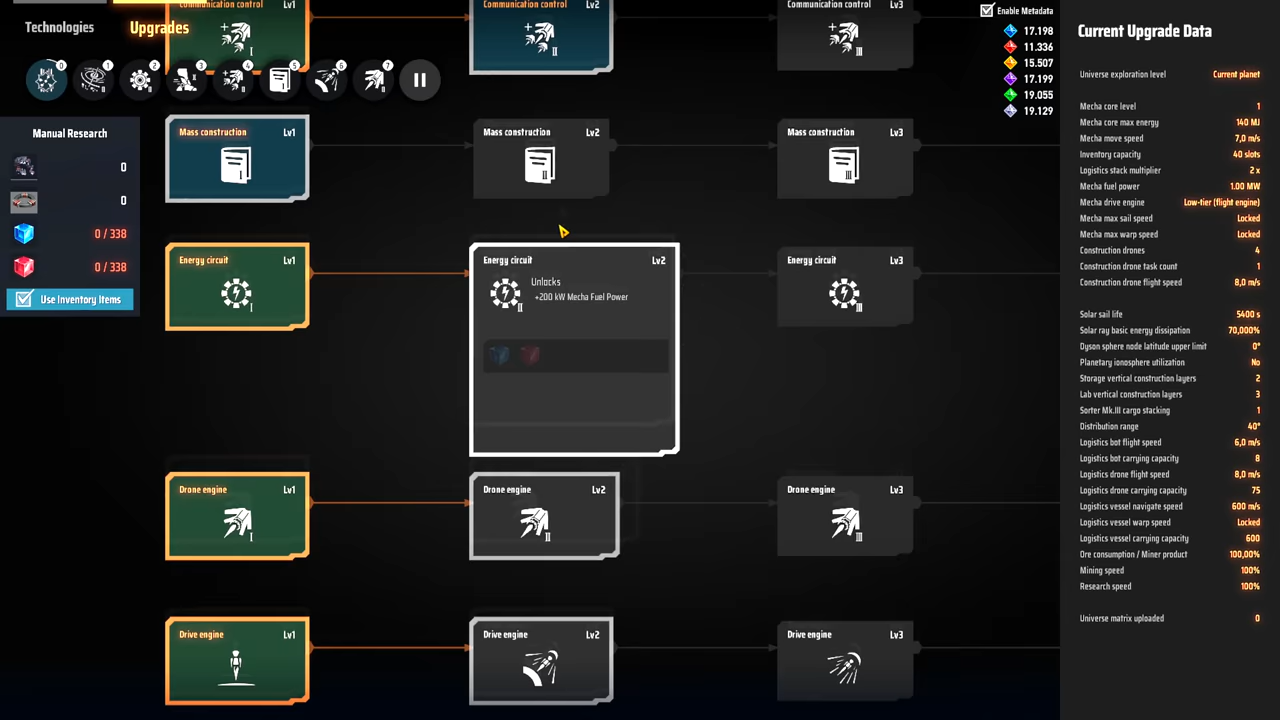 Communication control
Communication control Lv2
Communication control Lv3
Technologies
Upgrades
0
1
2
3
4
5
6
7
Enable Metadata
17.198
11.336
15.507
17.199
19.055
19.129
Manual Research
0
0
0 / 338
0 / 338
Use Inventory Items
I
II
III
Mass construction Lv1
I
Mass construction Lv2
II
Mass construction Lv3
III
Energy circuit Lv1
I
Energy circuit Lv2
II
Unlocks
+200 kW Mecha Fuel Power
Energy circuit Lv3
III
Drone engine Lv1
I
Drone engine Lv2
II
Drone engine Lv3
III
Drive engine Lv1
Drive engine Lv2
Drive engine Lv3
Current Upgrade Data
Universe exploration level Current planet
Mecha core level 1
Mecha core max energy 140 MJ
Mecha move speed 7,0 m/s
Inventory capacity 40 slots
Logistics stack multiplier 2 x
Mecha fuel power 1.00 MW
Mecha drive engine Low-tier (flight engine)
Mecha max sail speed Locked
Mecha max warp speed Locked
Construction drones 4
Construction drone task count 1
Construction drone flight speed 8,0 m/s
Solar sail life 5400 s
Solar ray basic energy dissipation 70,000%
Dyson sphere node latitude upper limit 0°
Planetary ionosphere utilization No
Storage vertical construction layers 2
Lab vertical construction layers 3
Sorter Mk.III cargo stacking 1
Distribution range 40°
Logistics bot flight speed 6,0 m/s
Logistics bot carrying capacity 8
Logistics drone flight speed 8,0 m/s
Logistics drone carrying capacity 75
Logistics vessel navigate speed 600 m/s
Logistics vessel warp speed Locked
Logistics vessel carrying capacity 600
Ore consumption / Miner product 100,00%
Mining speed 100%
Research speed 100%
Universe matrix uploaded 0